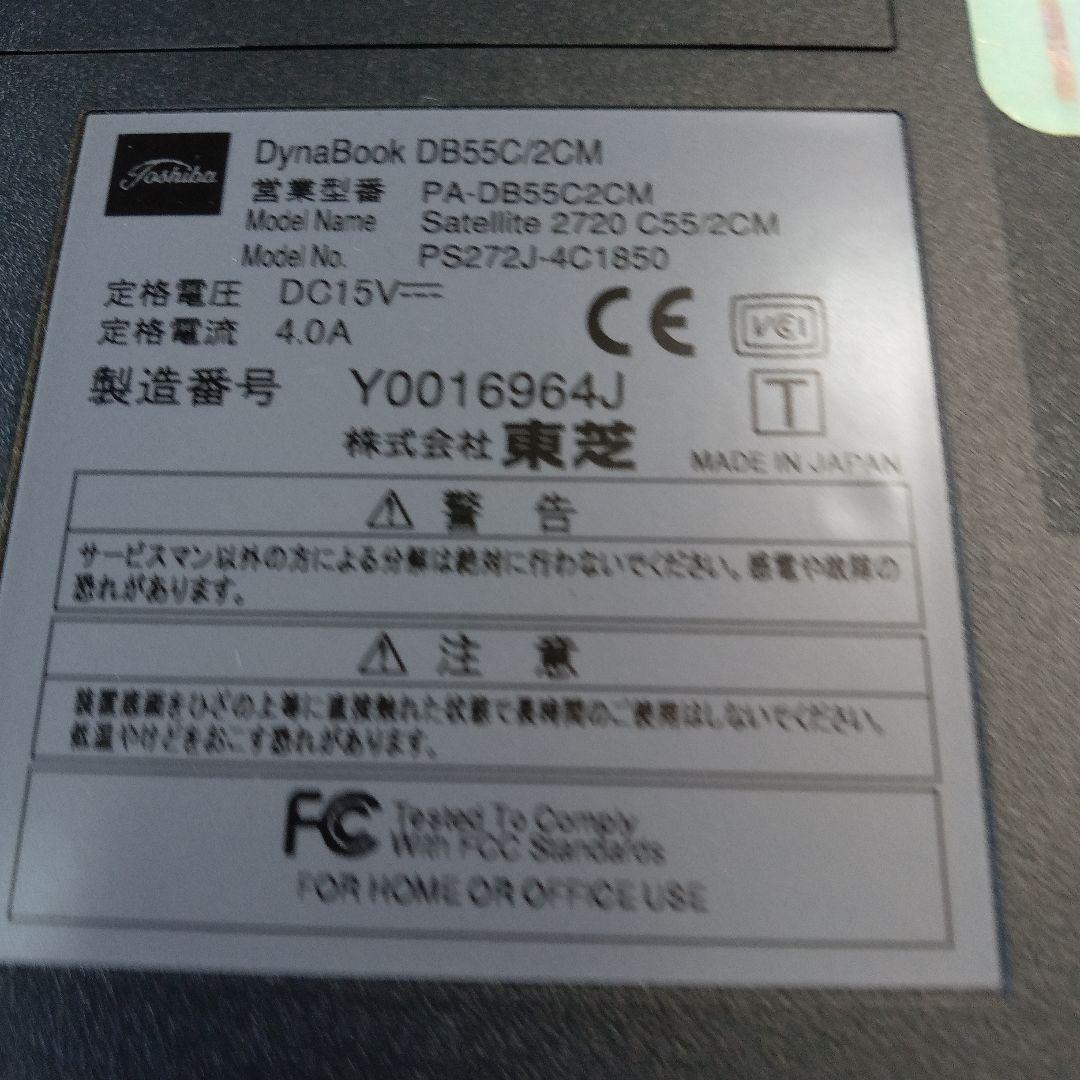 Toshiba
DynaBook DB55C/2CM
営業型番 PA-DB55C2CM
Model Name Satellite 2720 C55/2CM
Model No. PS272J-4C1850
定格電圧 DC15V⎓
定格電流 4.0A
CE VCI
製造番号 Y0016964J
T
株式会社 東芝
MADE IN JAPAN
⚠ 警 告
サービスマン以外の方による分解は絶対に行わないでください。感電や故障の
恐れがあります。
⚠ 注 意
装置底面をひざの上等に直接触れた状態で長時間のご使用はしないでください。
低温やけどをおこす恐れがあります。
FC Tested To Comply
With FCC Standards
FOR HOME OR OFFICE USE